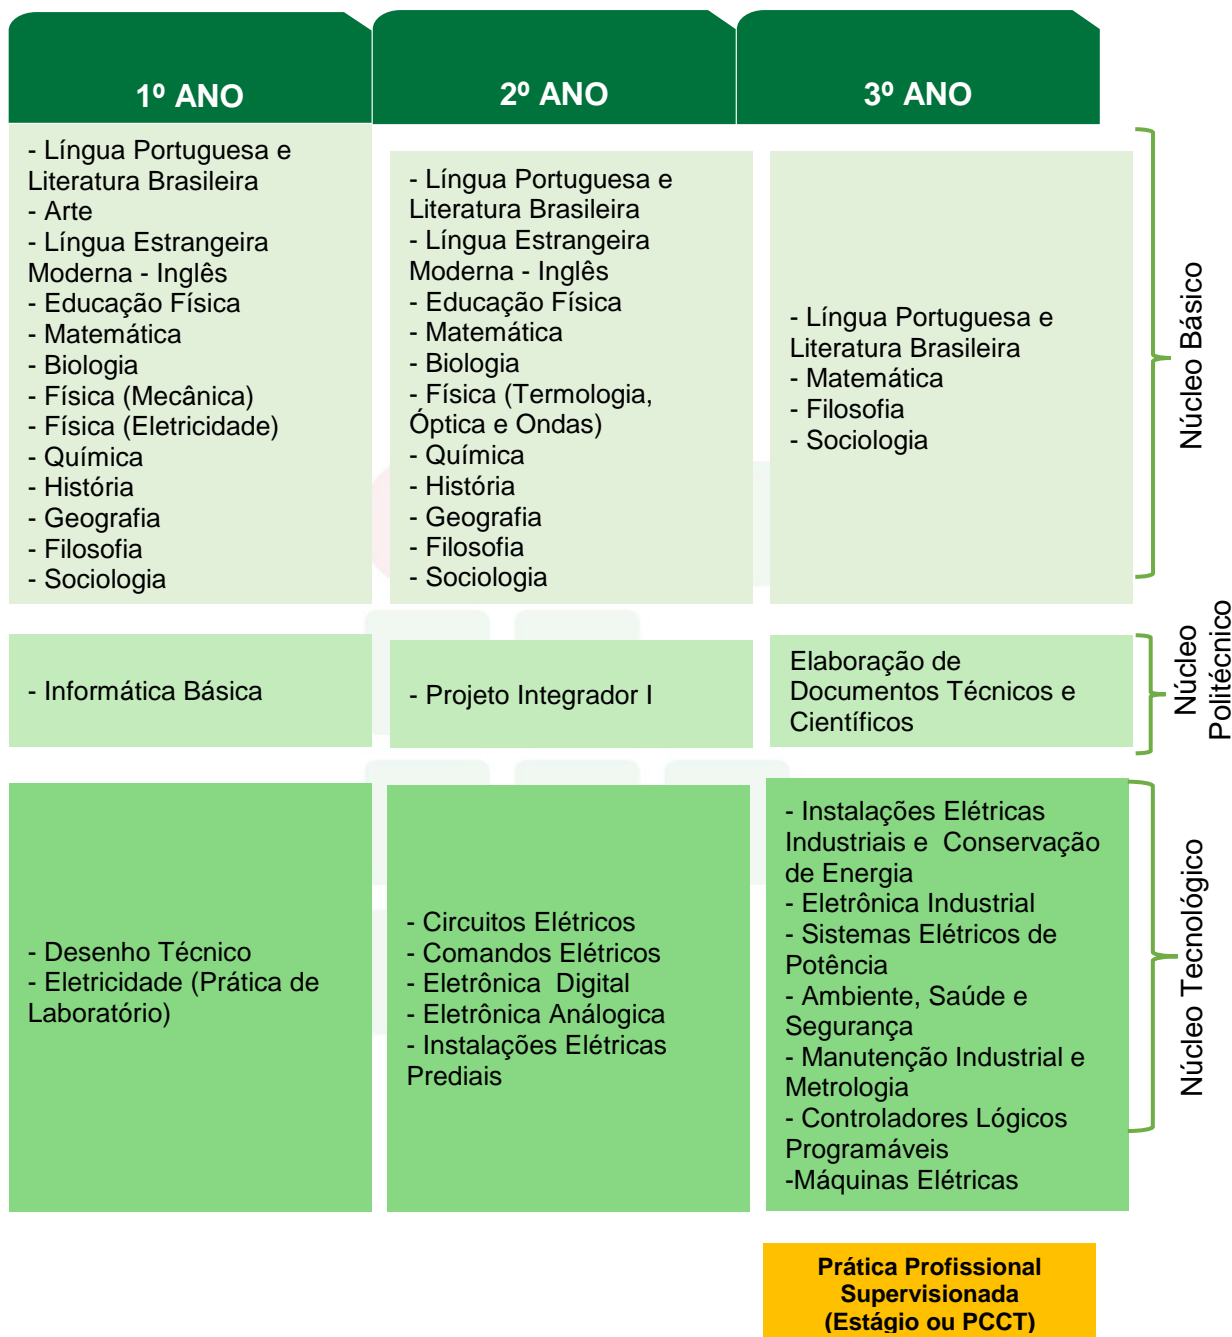 1º ANO
2º ANO
3º ANO
- Língua Portuguesa e
Literatura Brasileira
- Arte
- Língua Estrangeira
Moderna - Inglês
- Educação Física
- Matemática
- Biologia
- Física (Mecânica)
- Física (Eletricidade)
- Química
- História
- Geografia
- Filosofia
- Sociologia
- Língua Portuguesa e
Literatura Brasileira
- Língua Estrangeira
Moderna - Inglês
- Educação Física
- Matemática
- Biologia
- Física (Termologia,
Óptica e Ondas)
- Química
- História
- Geografia
- Filosofia
- Sociologia
- Língua Portuguesa e
Literatura Brasileira
- Matemática
- Filosofia
- Sociologia
Núcleo Básico
- Informática Básica
- Projeto Integrador I
Elaboração de
Documentos Técnicos e
Científicos
Núcleo
Politécnico
- Desenho Técnico
- Eletricidade (Prática de
Laboratório)
- Circuitos Elétricos
- Comandos Elétricos
- Eletrônica  Digital
- Eletrônica Análogica
- Instalações Elétricas
Prediais
- Instalações Elétricas
Industriais e  Conservação
de Energia
- Eletrônica Industrial
- Sistemas Elétricos de
Potência
- Ambiente, Saúde e
Segurança
- Manutenção Industrial e
Metrologia
- Controladores Lógicos
Programáveis
-Máquinas Elétricas
Núcleo Tecnológico
Prática Profissional
Supervisionada
(Estágio ou PCCT)